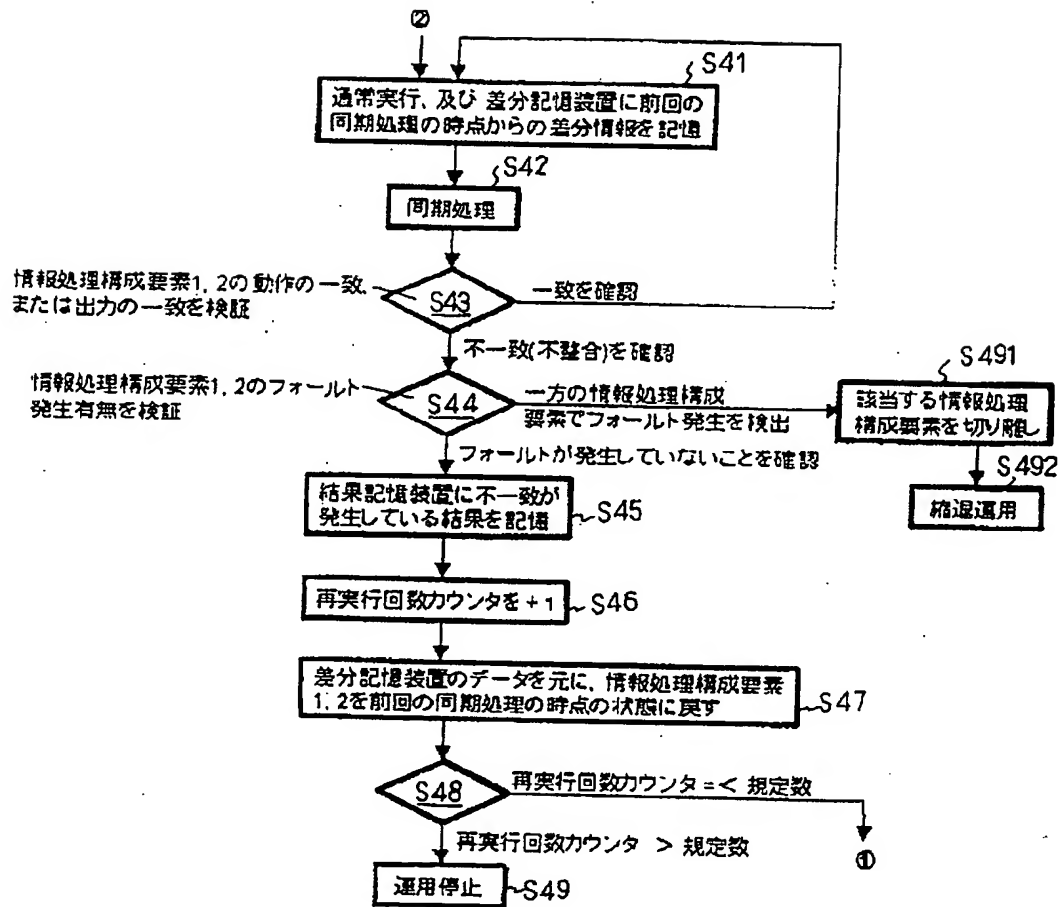 ②
S41
通常実行、及び 差分記憶装置に前回の
同期処理の時点からの差分情報を記憶
S42
同期処理
情報処理構成要素1, 2の動作の一致、
または出力の一致を検証
S43
一致を確認
不一致(不整合)を確認
情報処理構成要素1, 2のフォールト
発生有無を検証
S44
一方の情報処理構成
要素でフォールト発生を検出
S491
該当する情報処理
構成要素を切り離し
フォールトが発生していないことを確認
S492
縮退運用
結果記憶装置に不一致が
発生している結果を記憶
S45
再実行回数カウンタを +1
S46
差分記憶装置のデータを元に、情報処理構成要素
1, 2を前回の同期処理の時点の状態に戻す
S47
S48
再実行回数カウンタ =< 規定数
①
再実行回数カウンタ > 規定数
運用停止
S49